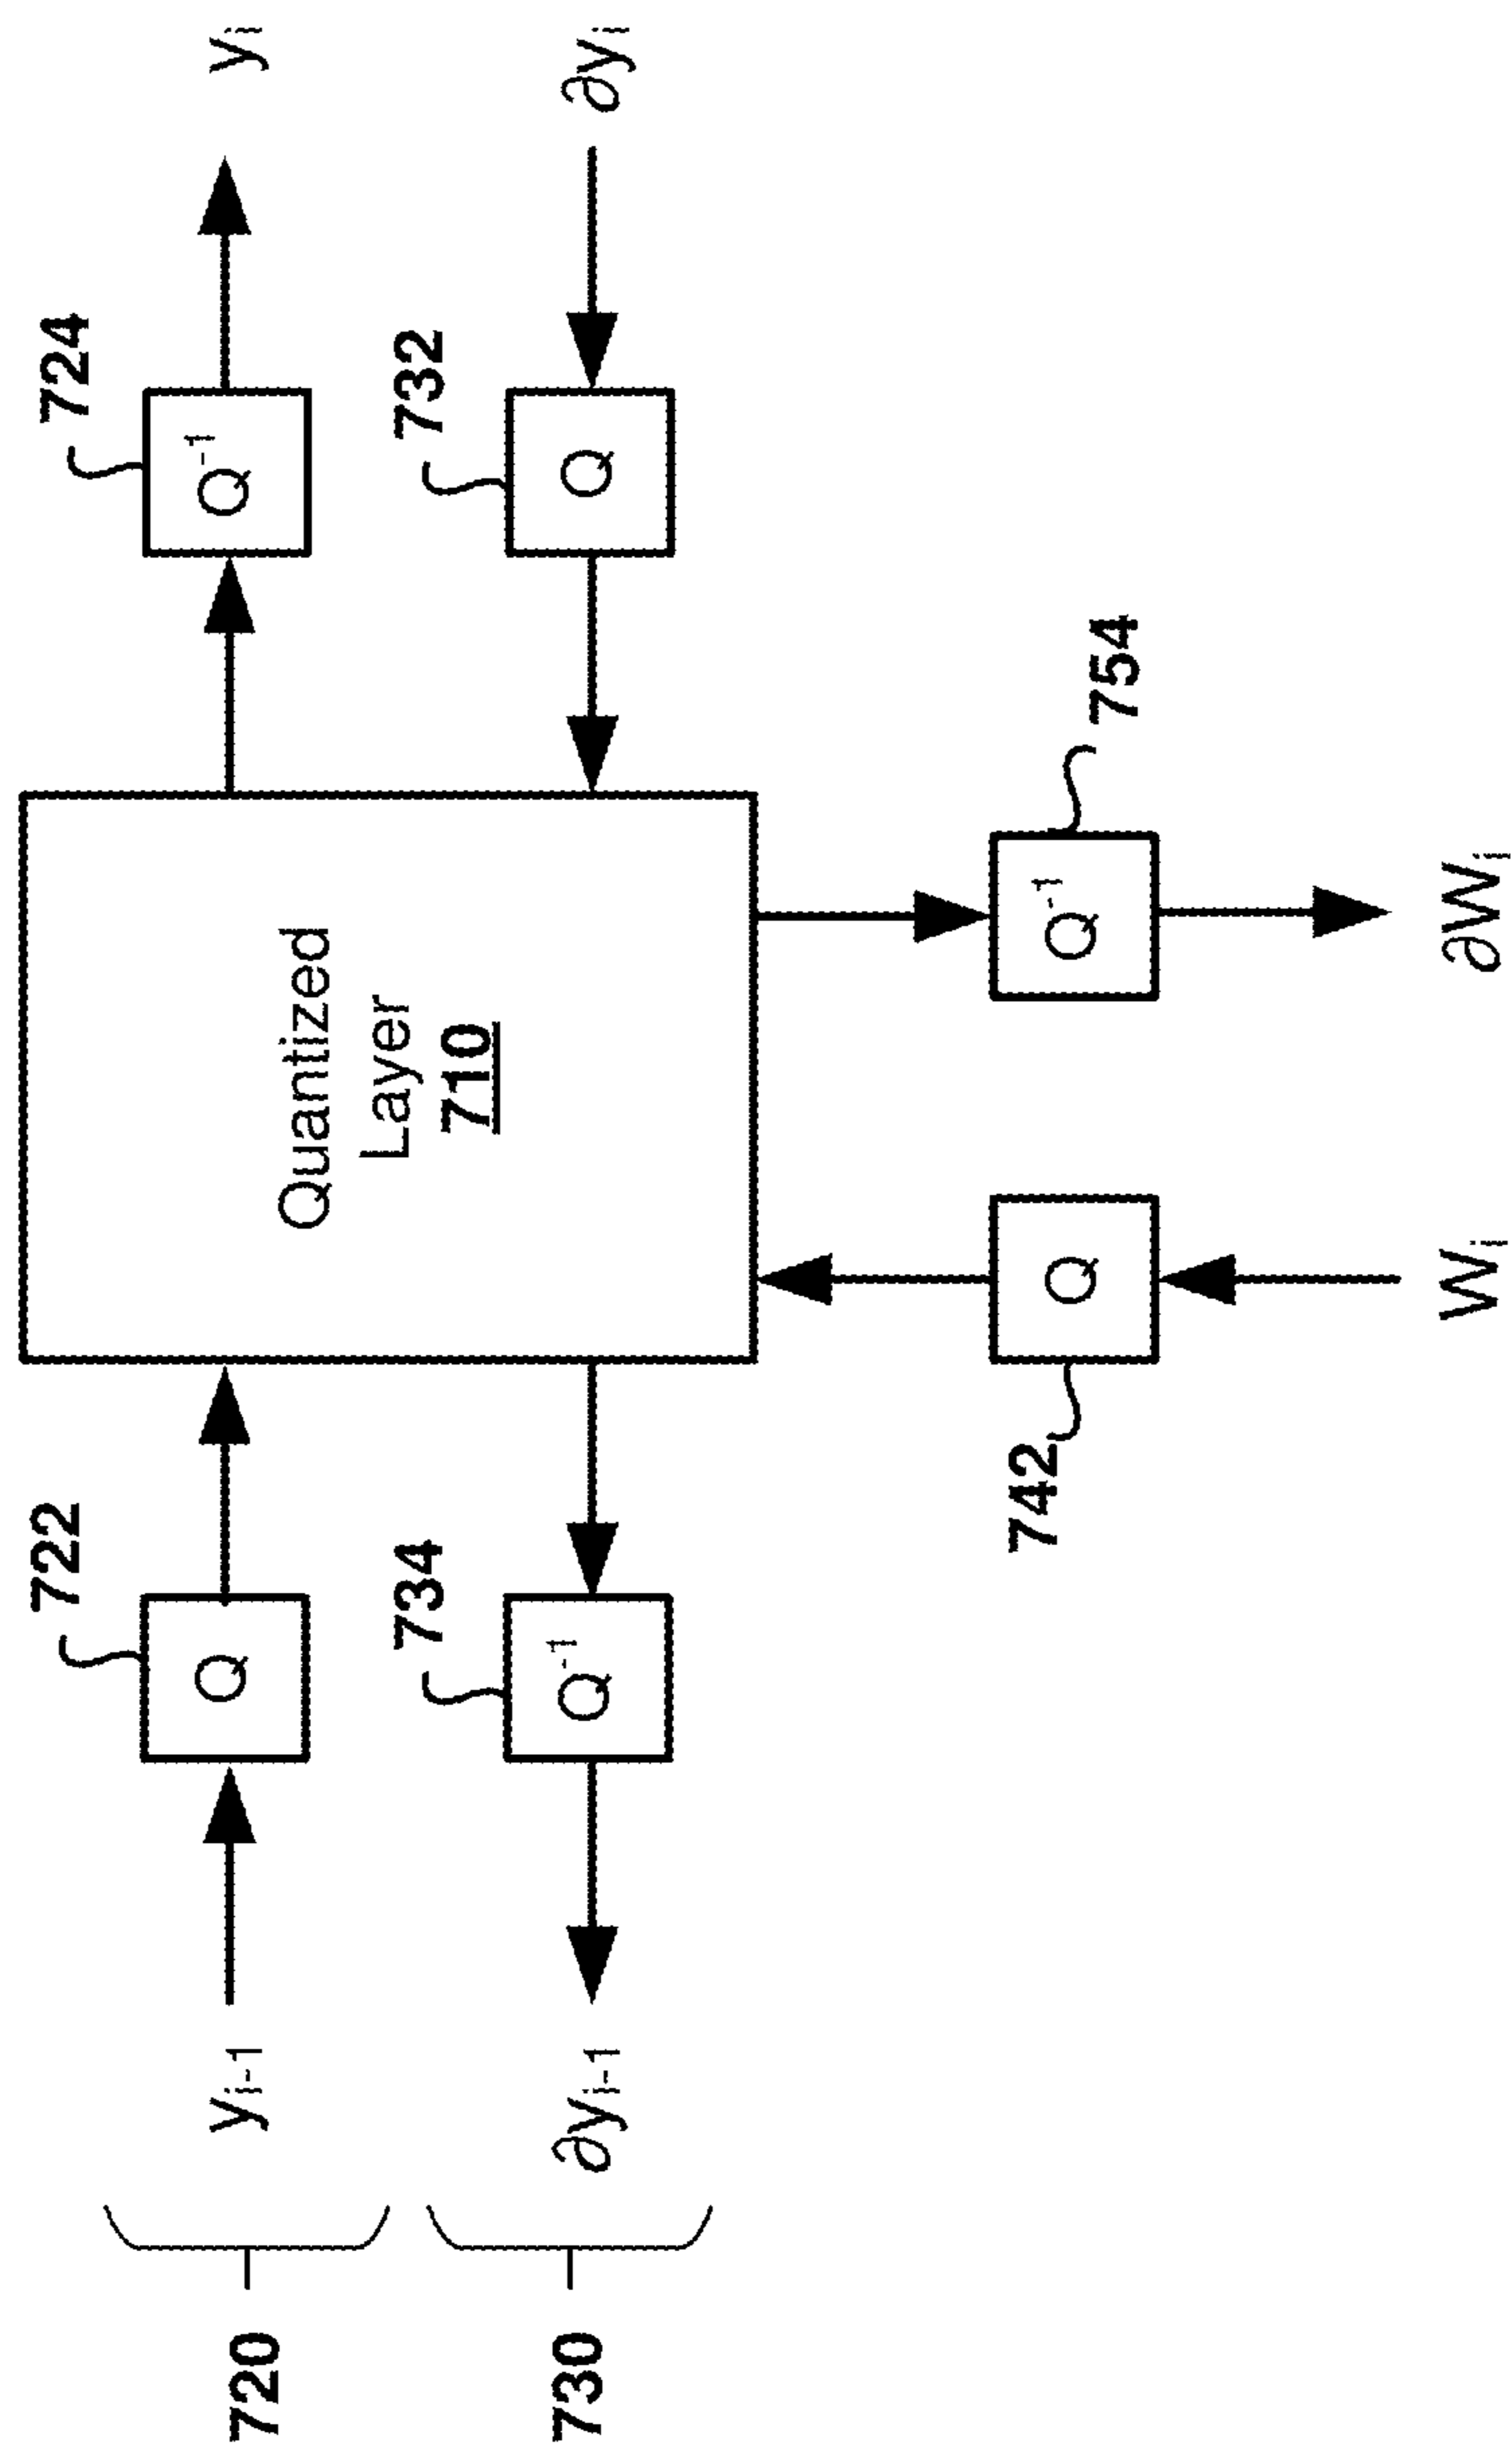 722
724
720
y_{i-1}
Q
Q^{-1}
y_i
Quantized
Layer
710
734
732
730
∂y_{i-1}
Q^{-1}
Q
∂y_i
742
Q
Q^{-1}
754
W_i
∂W_i